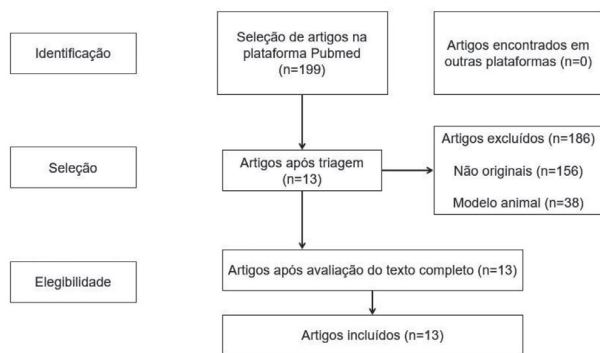 Identificação
Seleção de artigos na
plataforma Pubmed
(n=199)
Artigos encontrados em
outras plataformas (n=0)
Seleção
Artigos após triagem
(n=13)
Artigos excluídos (n=186)
Não originais (n=156)
Modelo animal (n=38)
Elegibilidade
Artigos após avaliação do texto completo (n=13)
Artigos incluídos (n=13)